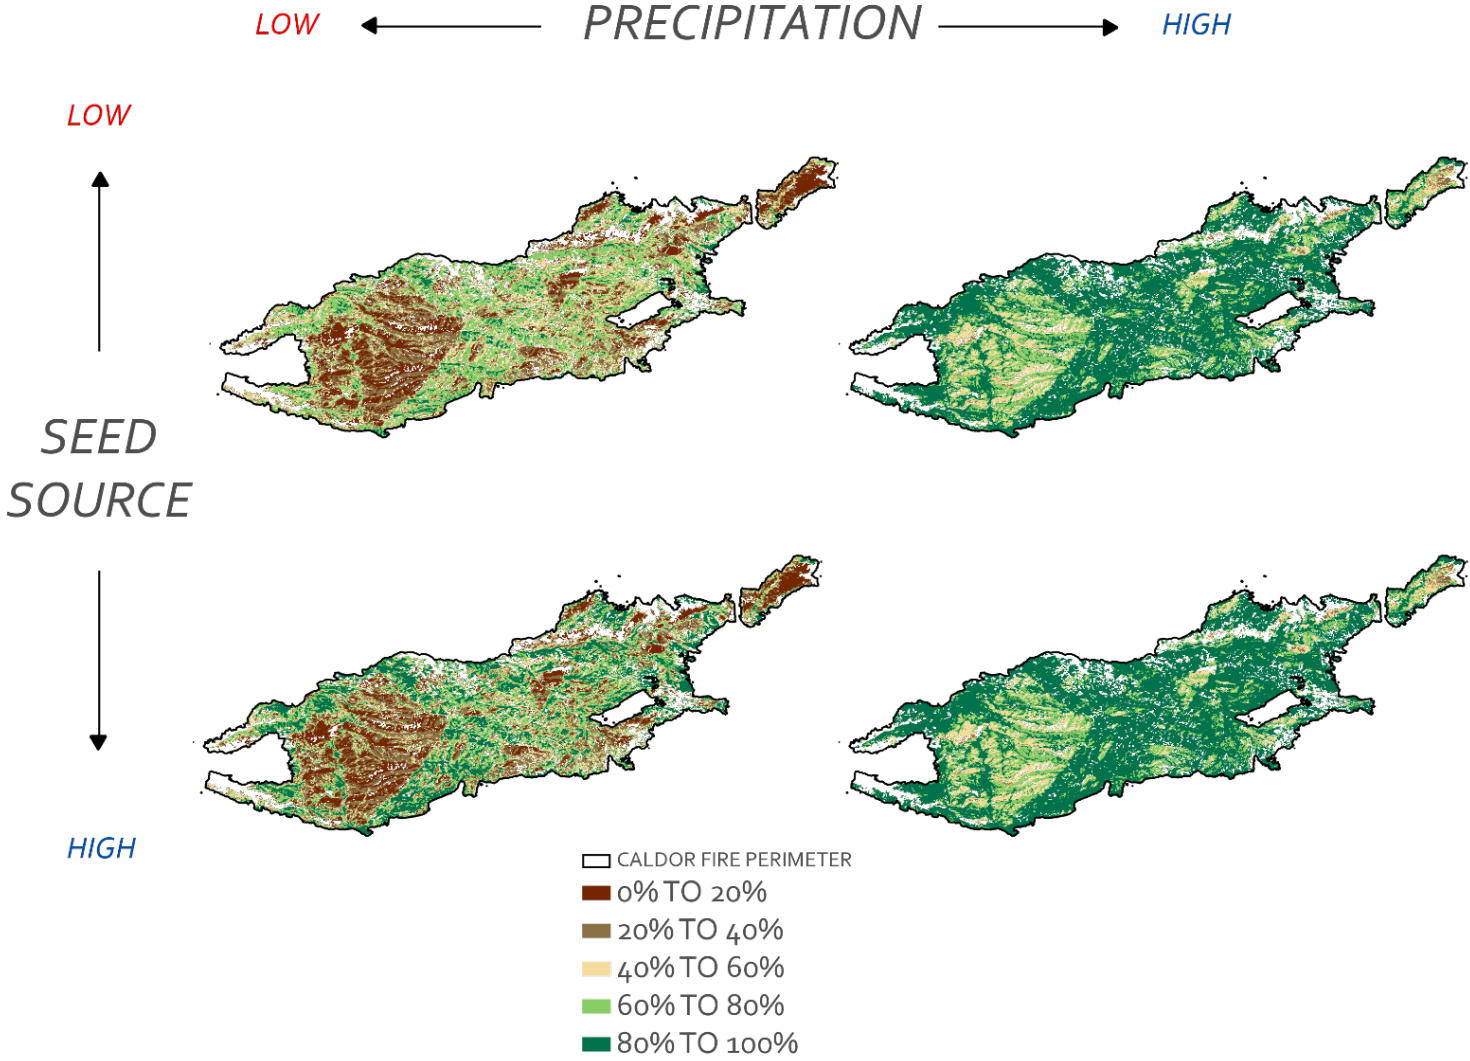 LOW PRECIPITATION HIGH
LOW
SEED
SOURCE
HIGH
CALDOR FIRE PERIMETER
0% TO 20%
20% TO 40%
40% TO 60%
60% TO 80%
80% TO 100%